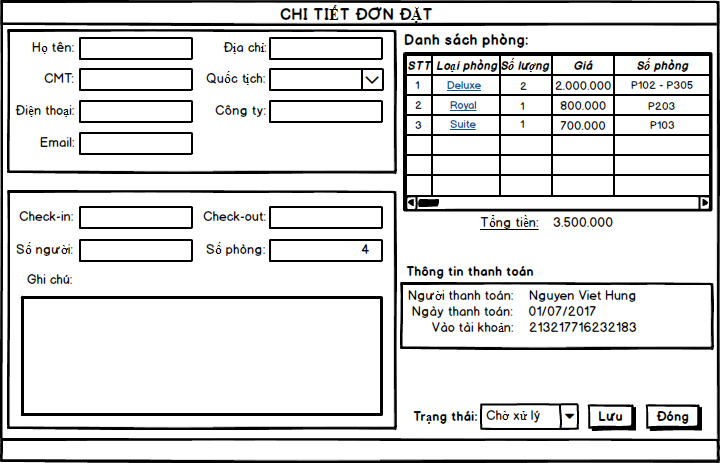 CHI TIẾT ĐƠN ĐẶT
Họ tên:
Địa chỉ:
CMT:
Quốc tịch:
Điện thoại:
Công ty:
Email:
Check-in:
Check-out:
Số người:
Số phòng: 4
Ghi chú:
Danh sách phòng:
STT Loại phòng Số lượng Giá Số phòng
1 Deluxe 2 2.000.000 P102 - P305
2 Royal 1 800.000 P203
3 Suite 1 700.000 P103
Tổng tiền: 3.500.000
Thông tin thanh toán
Người thanh toán: Nguyen Viet Hung
Ngày thanh toán: 01/07/2017
Vào tài khoản: 213217716232183
Trạng thái: Chờ xử lý Lưu Đóng